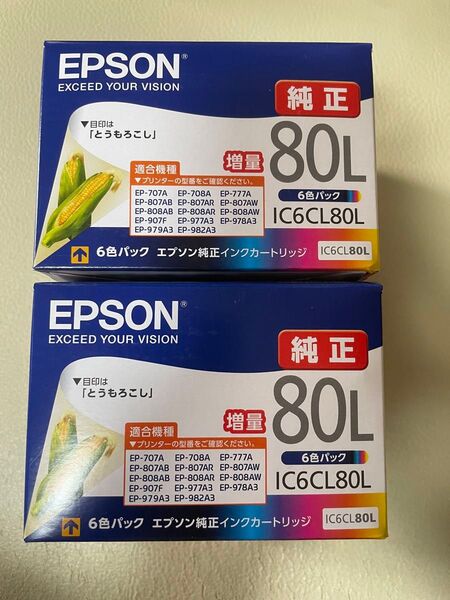 EPSON®
EXCEED YOUR VISION
純正
▼目印は
「とうもろこし」
増量
80L
適合機種
▼プリンターの型番をご確認ください。
EP-707A EP-708A EP-777A
EP-807AB EP-807AR EP-807AW
EP-808AB EP-808AR EP-808AW
EP-907F EP-977A3 EP-978A3
EP-979A3 EP-982A3
6色パック
IC6CL80L
6色パック エプソン純正インクカートリッジ
IC6CL80L
EPSON®
EXCEED YOUR VISION
純正
▼目印は
「とうもろこし」
増量
80L
適合機種
▼プリンターの型番をご確認ください。
EP-707A EP-708A EP-777A
EP-807AB EP-807AR EP-807AW
EP-808AB EP-808AR EP-808AW
EP-907F EP-977A3 EP-978A3
EP-979A3 EP-982A3
6色パック
IC6CL80L
6色パック エプソン純正インクカートリッジ
IC6CL80L